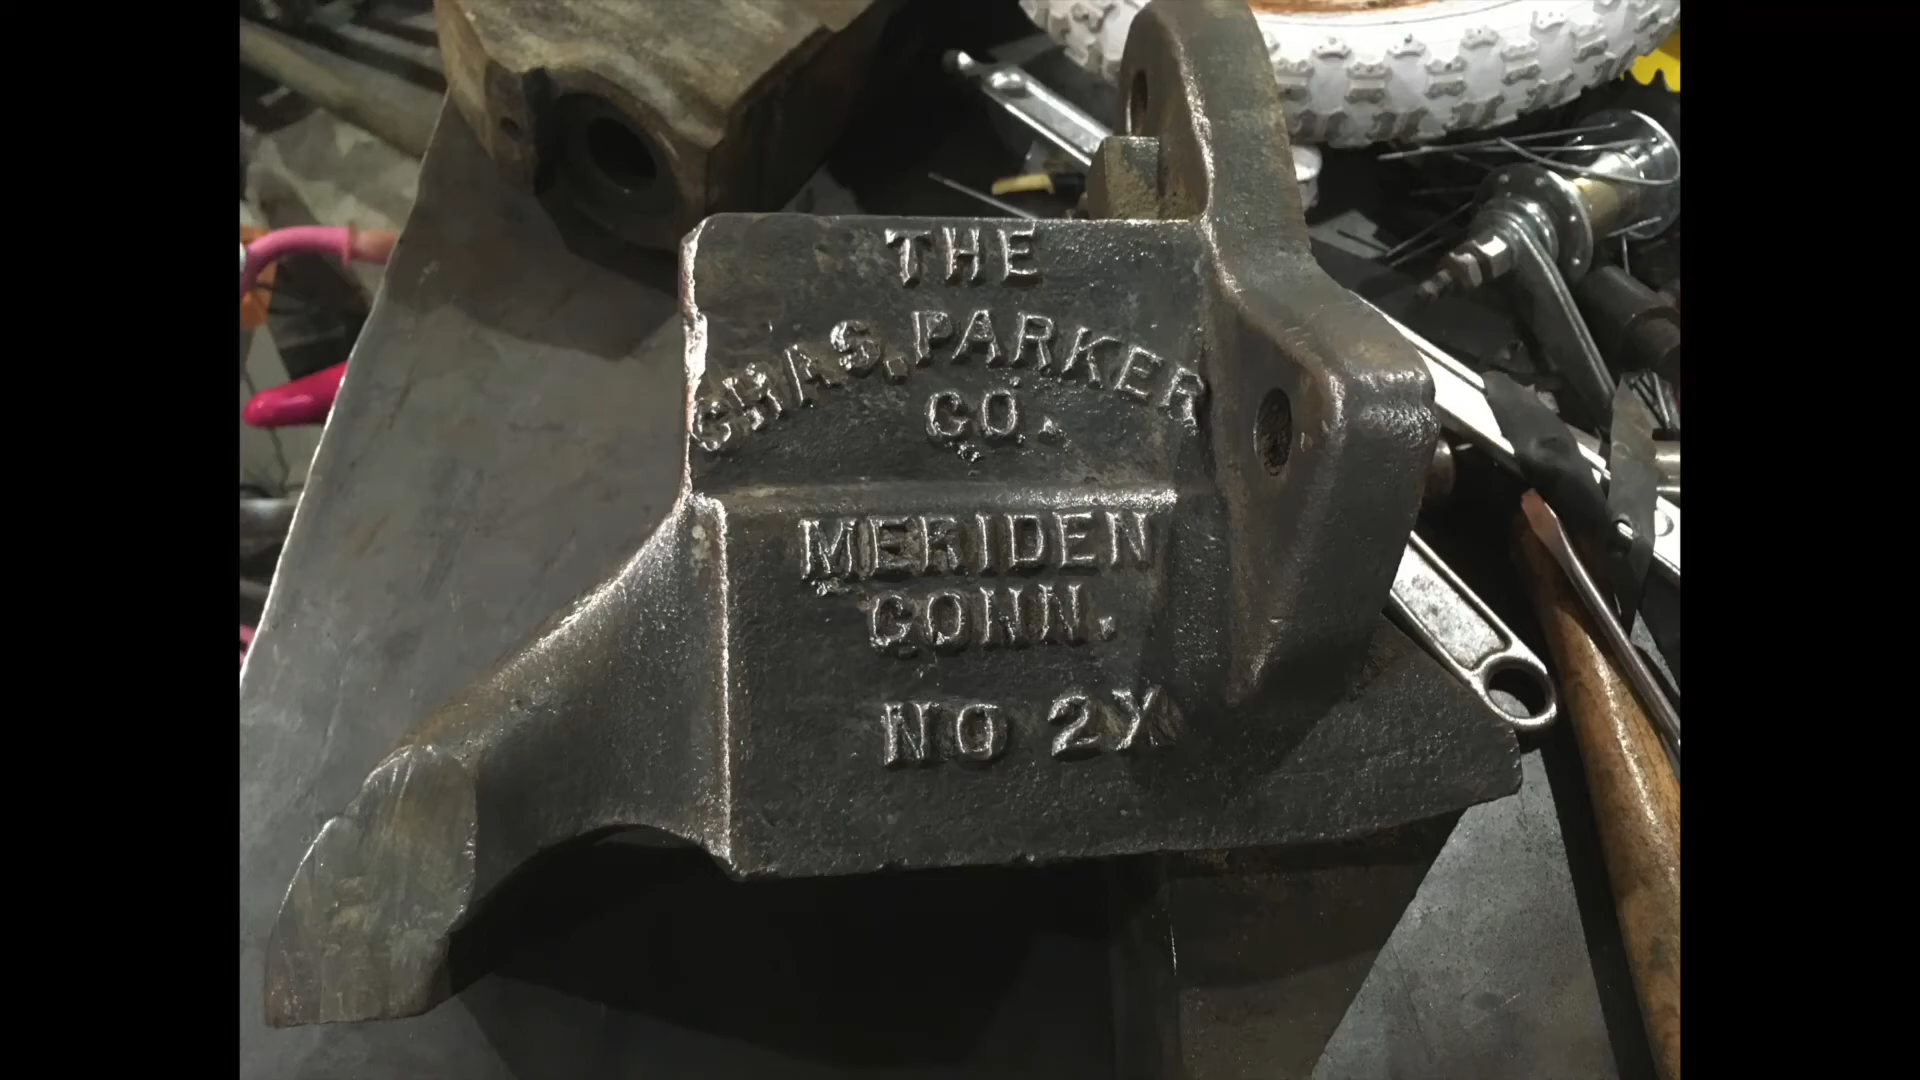 THE
CHAS. PARKER
CO.
MERIDEN
CONN.
NO 2X